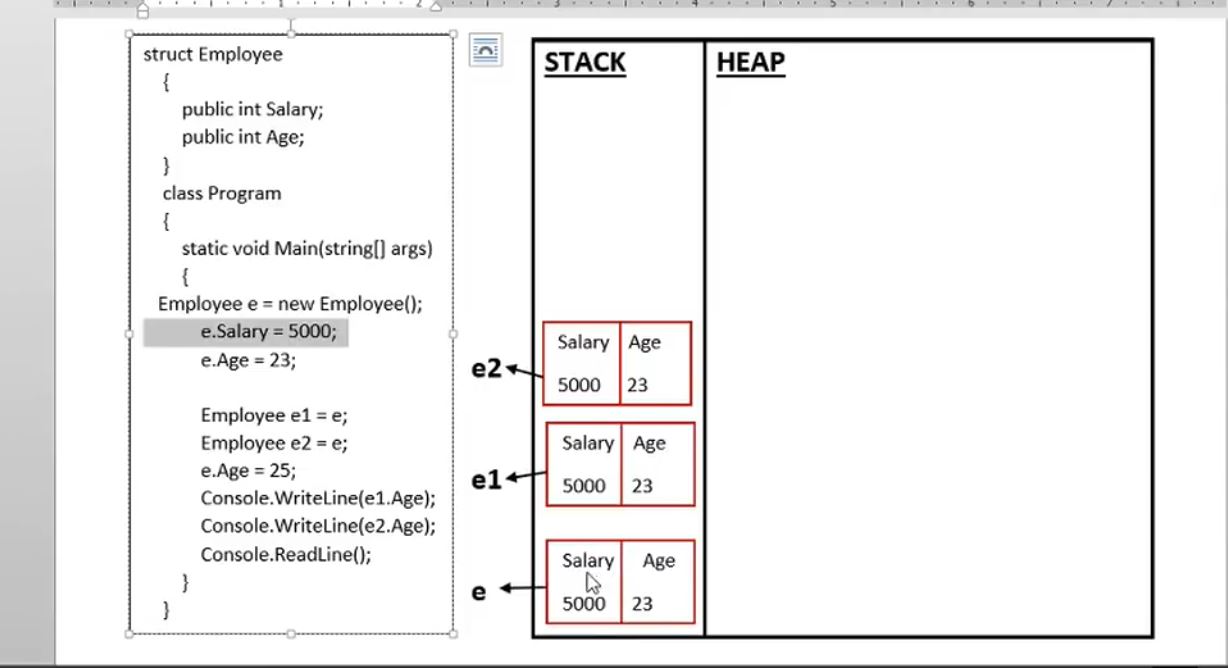 struct Employee
{
public int Salary;
public int Age;
}
class Program
{
static void Main(string[] args)
{
Employee e = new Employee();
e.Salary = 5000;
e.Age = 23;
Employee e1 = e;
Employee e2 = e;
e.Age = 25;
Console.WriteLine(e1.Age);
Console.WriteLine(e2.Age);
Console.ReadLine();
}
}
STACK
HEAP
e2
Salary Age
5000 23
e1
Salary Age
5000 23
e
Salary Age
5000 23